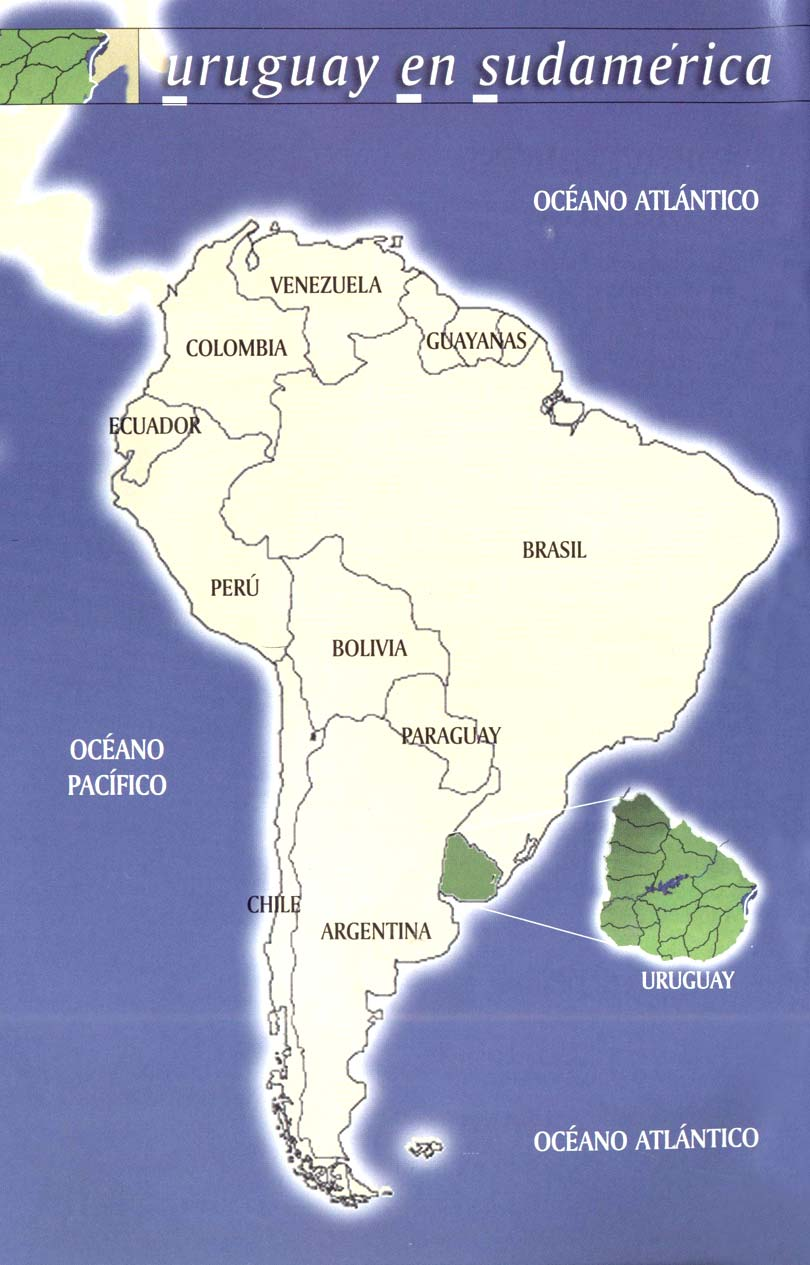 uruguay en sudamérica
OCÉANO ATLÁNTICO
VENEZUELA
COLOMBIA
GUAYANAS
ECUADOR
BRASIL
PERÚ
BOLIVIA
PARAGUAY
OCÉANO
PACÍFICO
CHILE
ARGENTINA
URUGUAY
OCÉANO ATLÁNTICO